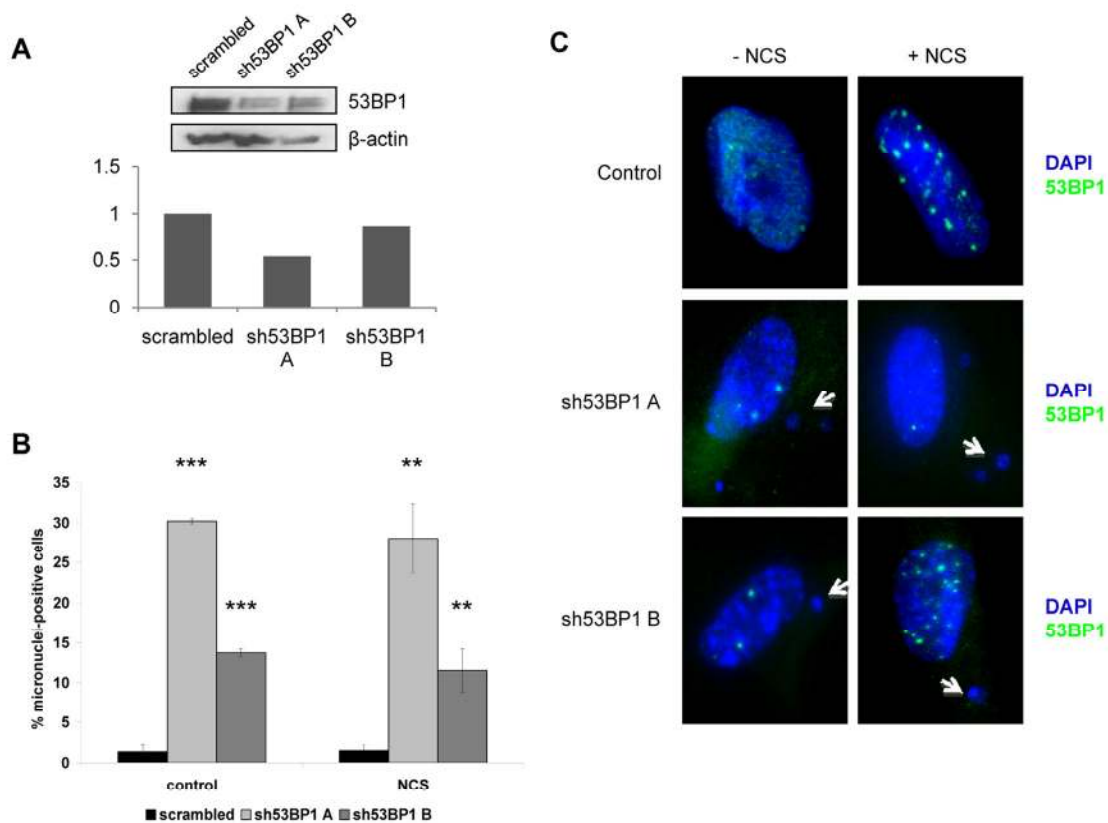 A
scrambled
sh53BP1 A
sh53BP1 B
53BP1
β-actin
1.5
1
0.5
0
scrambled
sh53BP1 A
sh53BP1 B
B
% micronuclei-positive cells
35
30
25
20
15
10
5
0
***
***
**
**
control
NCS
scrambled sh53BP1 A sh53BP1 B
C
- NCS
+ NCS
Control
DAPI
53BP1
sh53BP1 A
DAPI
53BP1
sh53BP1 B
DAPI
53BP1